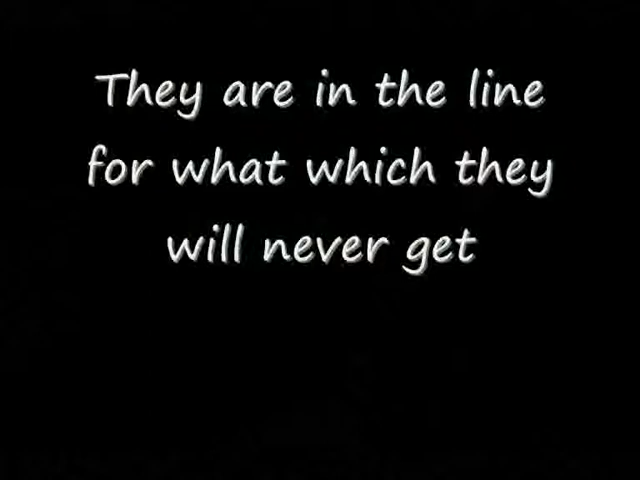 They are in the line
for what which they
will never get